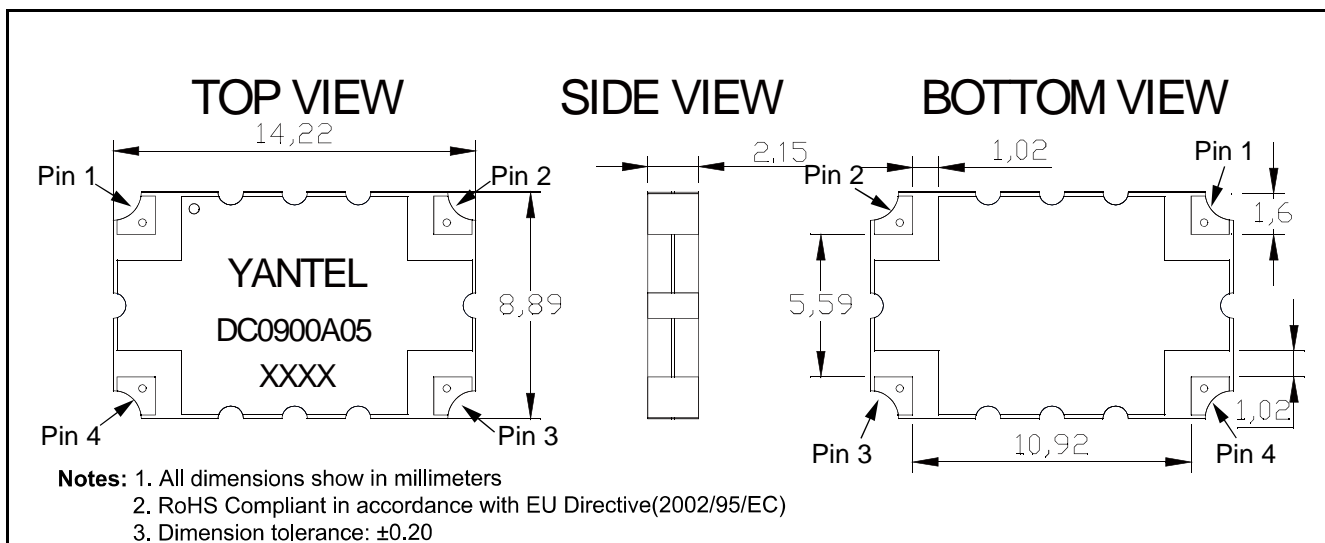 TOP VIEW
SIDE VIEW
BOTTOM VIEW
14,22
2,15
1,02
Pin 1
Pin 2
Pin 2
Pin 1
1,6
YANTEL
8,89
5,59
DC0900A05
XXXX
1,02
Pin 4
Pin 3
Pin 3
10,92
Pin 4
Notes: 1. All dimensions show in millimeters
2. RoHS Compliant in accordance with EU Directive(2002/95/EC)
3. Dimension tolerance: ±0.20